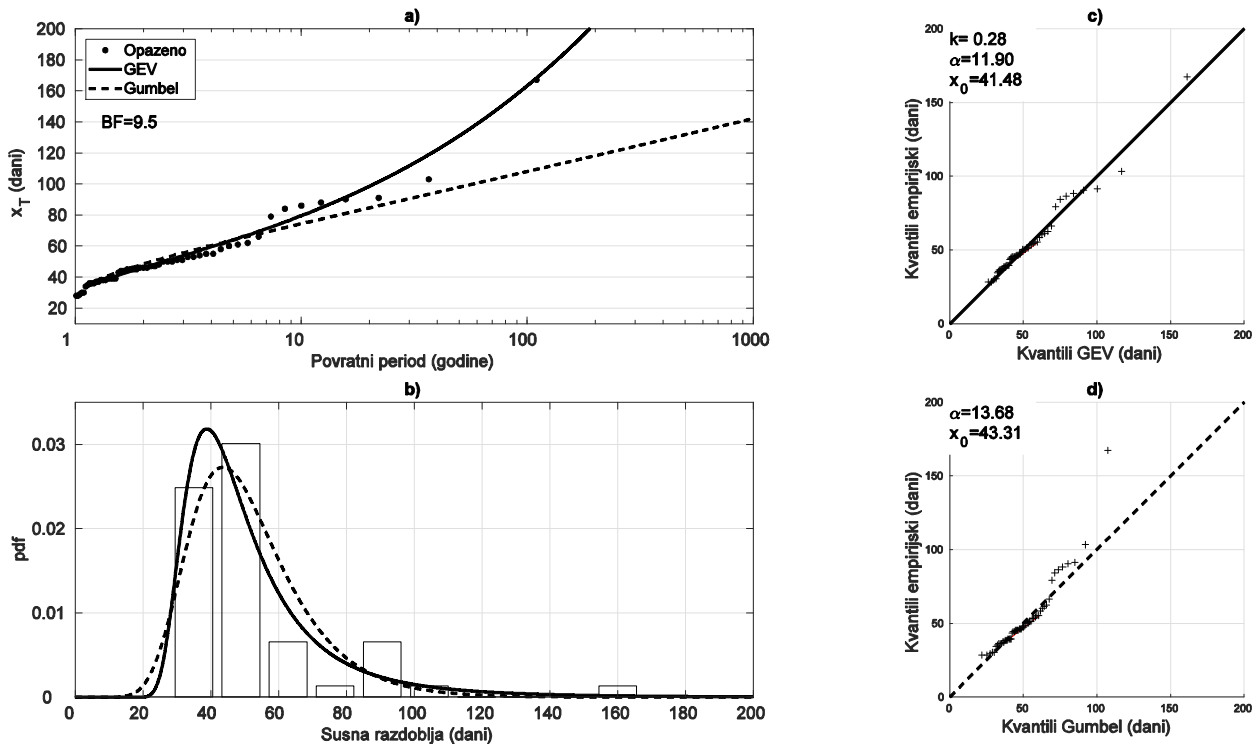 a)
200
180
160
140
120
100
80
60
40
20
x_T (dani)
Opazeno
GEV
Gumbel
BF=9.5
1
10
100
1000
Povratni period (godine)
b)
0.03
0.02
0.01
0
pdf
0
20
40
60
80
100
120
140
160
180
200
Susna razdoblja (dani)
c)
k= 0.28
α=11.90
x_0=41.48
200
150
100
50
0
Kvantili empirijski (dani)
0
50
100
150
200
Kvantili GEV (dani)
d)
α=13.68
x_0=43.31
200
150
100
50
0
Kvantili empirijski (dani)
0
50
100
150
200
Kvantili Gumbel (dani)